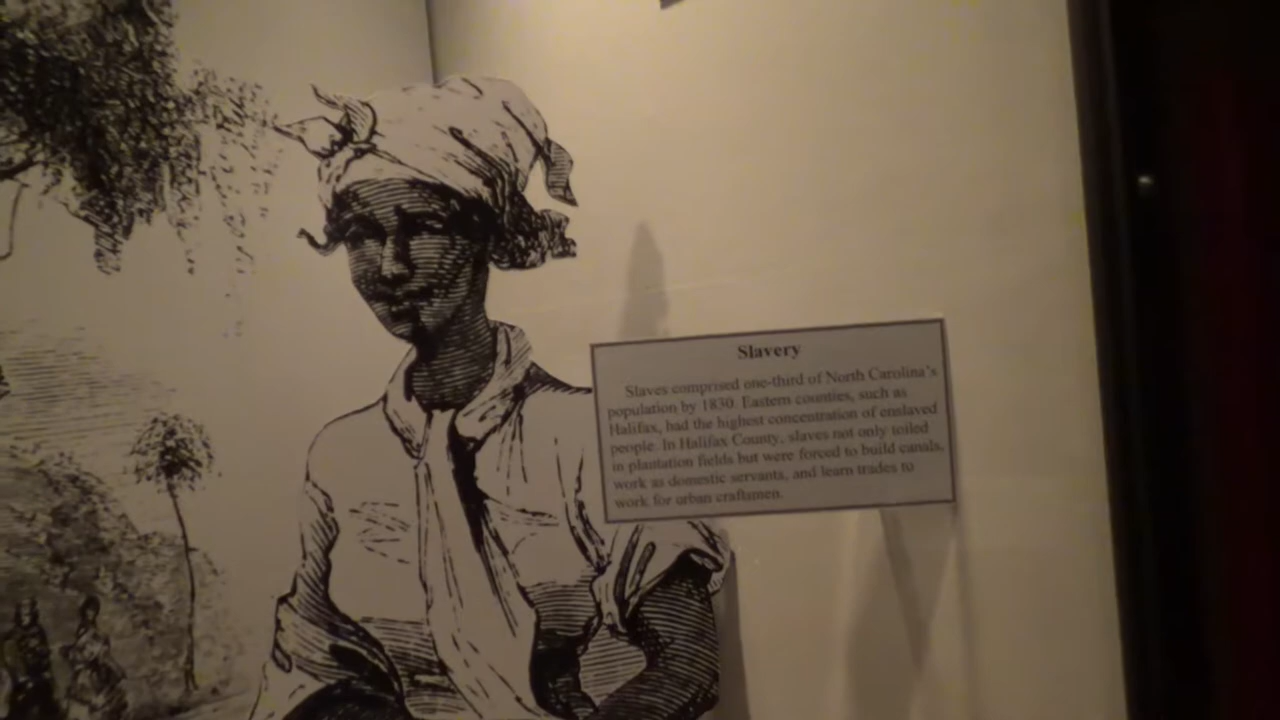 Slavery
Slaves comprised one-third of North Carolina's
population by 1830. Eastern counties, such as
Halifax, had the highest concentration of enslaved
people. In Halifax County, slaves not only toiled
in plantation fields but were forced to build canals,
work as domestic servants, and learn trades to
work for urban craftsmen.